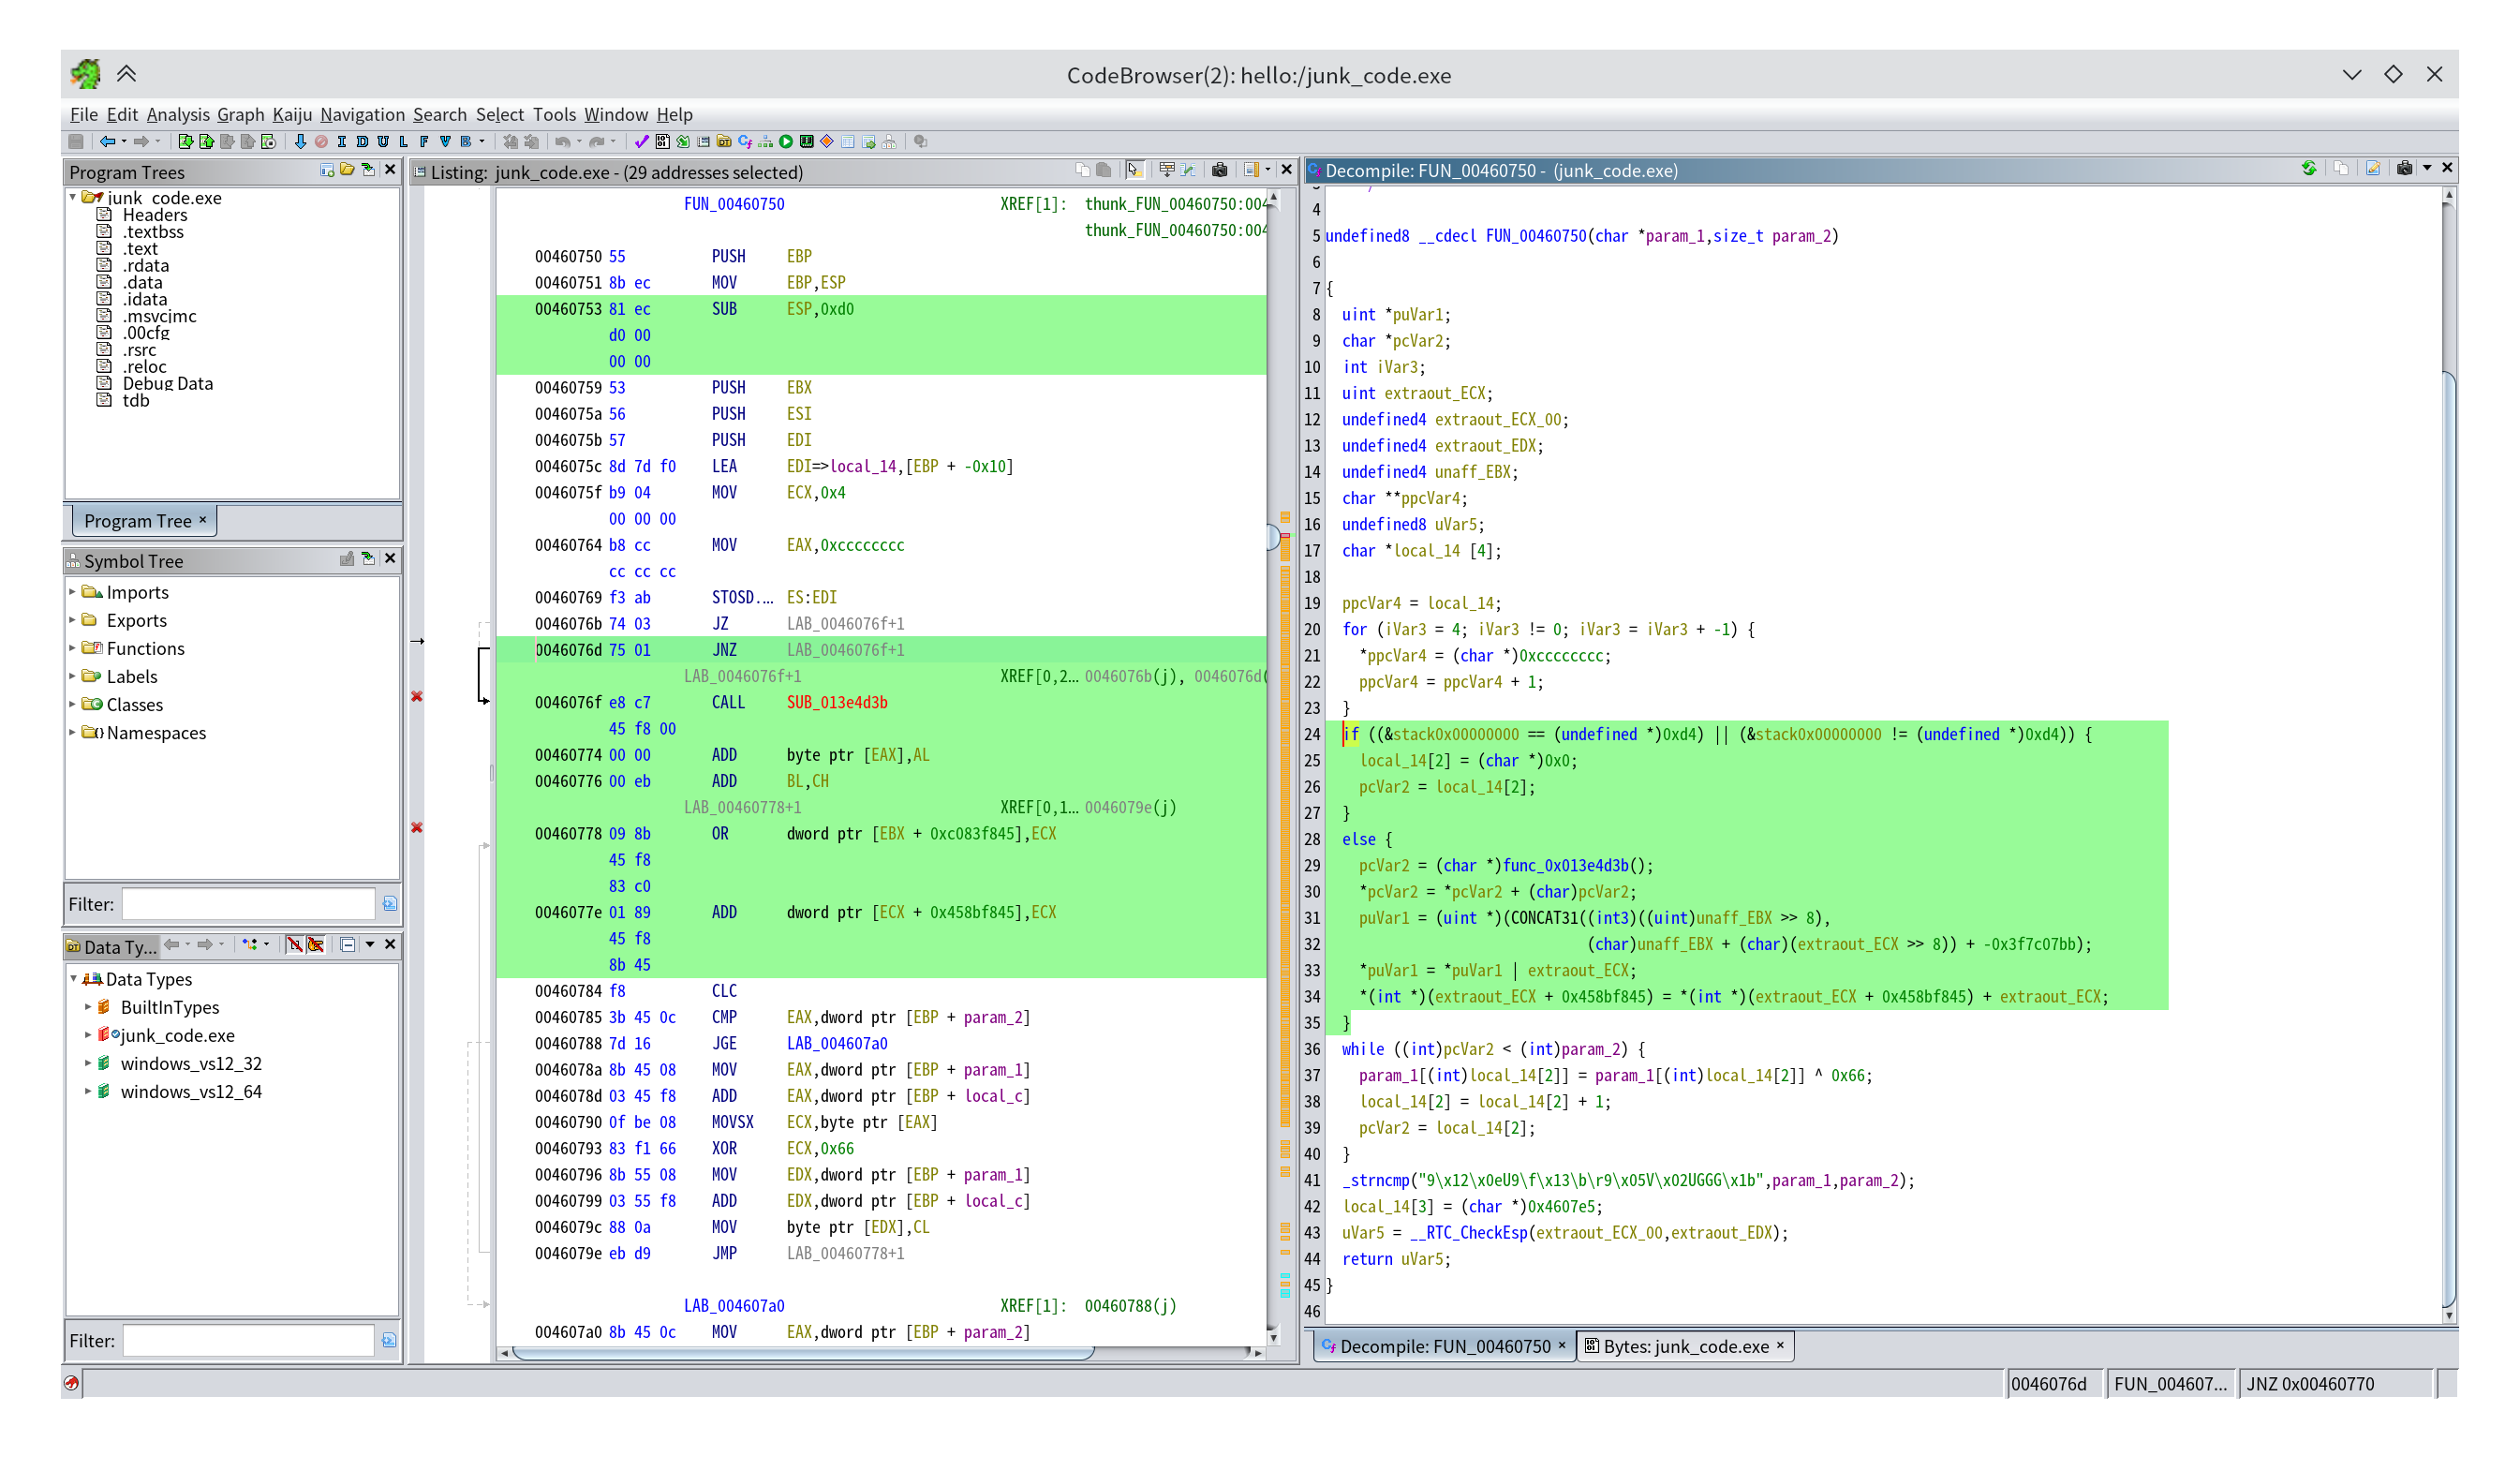 CodeBrowser(2): hello:/junk_code.exe
File Edit Analysis Graph Kaiju Navigation Search Select Tools Window Help
I D U L F V B
Program Trees
junk_code.exe
Headers
.textbss
.text
.rdata
.data
.idata
.msvcjmc
.00cfg
.rsrc
.reloc
Debug Data
tdb
Program Tree ×
Symbol Tree
Imports
Exports
Functions
Labels
Classes
Namespaces
Filter:
Data Ty...
Data Types
BuiltInTypes
junk_code.exe
windows_vs12_32
windows_vs12_64
Filter:
Listing: junk_code.exe - (29 addresses selected)
FUN_00460750 XREF[1]: thunk_FUN_00460750:004
thunk_FUN_00460750:004
00460750 55 PUSH EBP
00460751 8b ec MOV EBP,ESP
00460753 81 ec SUB ESP,0xd0
d0 00
00 00
00460759 53 PUSH EBX
0046075a 56 PUSH ESI
0046075b 57 PUSH EDI
0046075c 8d 7d f0 LEA EDI=>local_14,[EBP + -0x10]
0046075f b9 04 MOV ECX,0x4
00 00 00
00460764 b8 cc MOV EAX,0xcccccccc
cc cc cc
00460769 f3 ab STOSD.... ES:EDI
0046076b 74 03 JZ LAB_0046076f+1
0046076d 75 01 JNZ LAB_0046076f+1
LAB_0046076f+1 XREF[0,2... 0046076b(j), 0046076d(
0046076f e8 c7 CALL SUB_013e4d3b
45 f8 00
00460774 00 00 ADD byte ptr [EAX],AL
00460776 00 eb ADD BL,CH
LAB_00460778+1 XREF[0,1... 0046079e(j)
00460778 09 8b OR dword ptr [EBX + 0xc083f845],ECX
45 f8
83 c0
0046077e 01 89 ADD dword ptr [ECX + 0x458bf845],ECX
45 f8
8b 45
00460784 f8 CLC
00460785 3b 45 0c CMP EAX,dword ptr [EBP + param_2]
00460788 7d 16 JGE LAB_004607a0
0046078a 8b 45 08 MOV EAX,dword ptr [EBP + param_1]
0046078d 03 45 f8 ADD EAX,dword ptr [EBP + local_c]
00460790 0f be 08 MOVSX ECX,byte ptr [EAX]
00460793 83 f1 66 XOR ECX,0x66
00460796 8b 55 08 MOV EDX,dword ptr [EBP + param_1]
00460799 03 55 f8 ADD EDX,dword ptr [EBP + local_c]
0046079c 88 0a MOV byte ptr [EDX],CL
0046079e eb d9 JMP LAB_00460778+1
LAB_004607a0 XREF[1]: 00460788(j)
004607a0 8b 45 0c MOV EAX,dword ptr [EBP + param_2]
Decompile: FUN_00460750 - (junk_code.exe)
4
5 undefined8 __cdecl FUN_00460750(char *param_1,size_t param_2)
6
7 {
8 uint *puVar1;
9 char *pcVar2;
10 int iVar3;
11 uint extraout_ECX;
12 undefined4 extraout_ECX_00;
13 undefined4 extraout_EDX;
14 undefined4 unaff_EBX;
15 char **ppcVar4;
16 undefined8 uVar5;
17 char *local_14 [4];
18
19 ppcVar4 = local_14;
20 for (iVar3 = 4; iVar3 != 0; iVar3 = iVar3 + -1) {
21 *ppcVar4 = (char *)0xcccccccc;
22 ppcVar4 = ppcVar4 + 1;
23 }
24 if ((&stack0x00000000 == (undefined *)0xd4) || (&stack0x00000000 != (undefined *)0xd4)) {
25 local_14[2] = (char *)0x0;
26 pcVar2 = local_14[2];
27 }
28 else {
29 pcVar2 = (char *)func_0x013e4d3b();
30 *pcVar2 = *pcVar2 + (char)pcVar2;
31 puVar1 = (uint *)(CONCAT31((int3)((uint)unaff_EBX >> 8),
32 (char)unaff_EBX + (char)(extraout_ECX >> 8)) + -0x3f7c07bb);
33 *puVar1 = *puVar1 | extraout_ECX;
34 *(int *)(extraout_ECX + 0x458bf845) = *(int *)(extraout_ECX + 0x458bf845) + extraout_ECX;
35 }
36 while ((int)pcVar2 < (int)param_2) {
37 param_1[(int)local_14[2]] = param_1[(int)local_14[2]] ^ 0x66;
38 local_14[2] = local_14[2] + 1;
39 pcVar2 = local_14[2];
40 }
41 _strncmp("9\x12\x0eU9\f\x13\b\r9\x05V\x02UGGG\x1b",param_1,param_2);
42 local_14[3] = (char *)0x4607e5;
43 uVar5 = __RTC_CheckEsp(extraout_ECX_00,extraout_EDX);
44 return uVar5;
45 }
46
Decompile: FUN_00460750 × Bytes: junk_code.exe ×
0046076d FUN_004607... JNZ 0x00460770